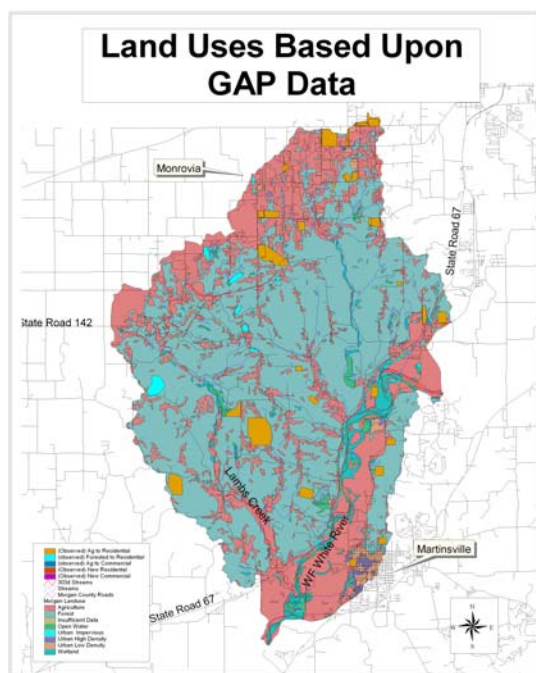 Land Uses Based Upon
GAP Data
Monrovia
State Road 67
State Road 142
Lambs Creek
WF White River
Martinsville
State Road 67
(Observed) Ag to Residential
(observed) Forested to Residential
(Observed) Ag to Commercial
(Observed) New Residential
(Observed) New Commercial
Streams
Morgan County Roads
Morgan Landuse
Agriculture
Forest
Insufficient Data
Open Water
Urban Impervious
Urban High Density
Urban Low Density
Wetland
N
W
E
S